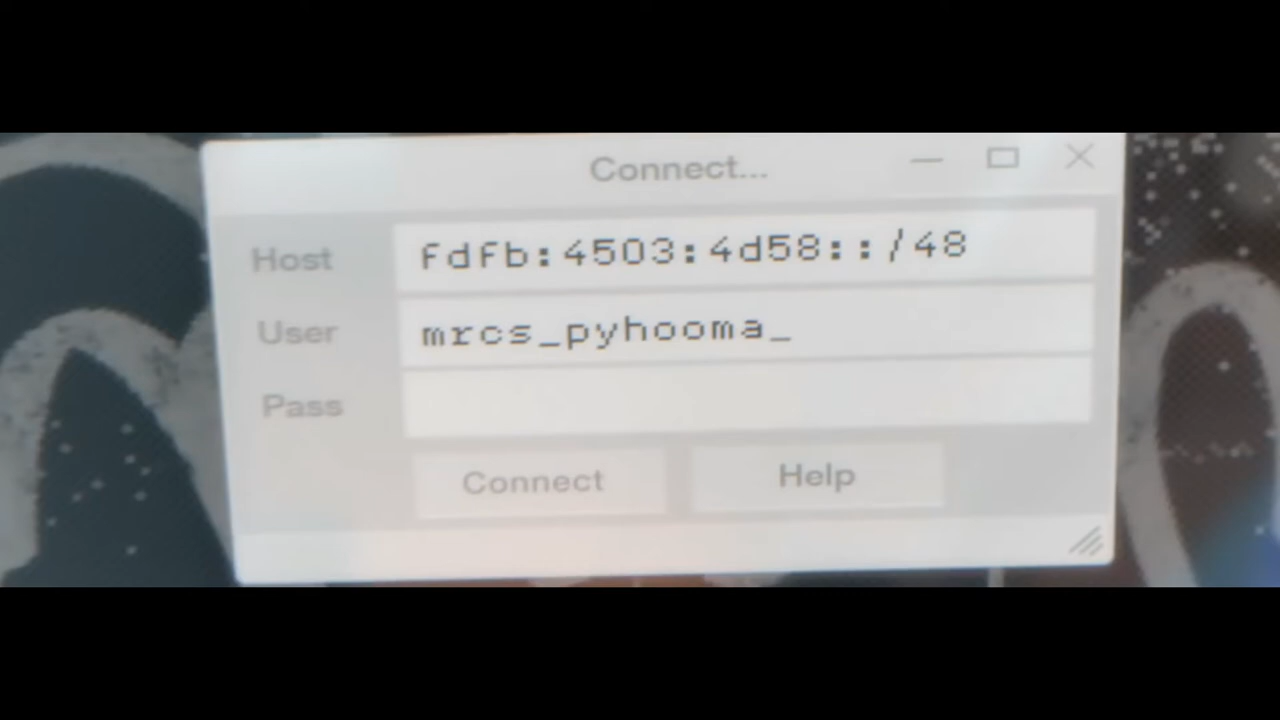 Connect...
Host fdfb:4503:4d58::/48
User mrcs_pyhooma_
Pass
Connect Help